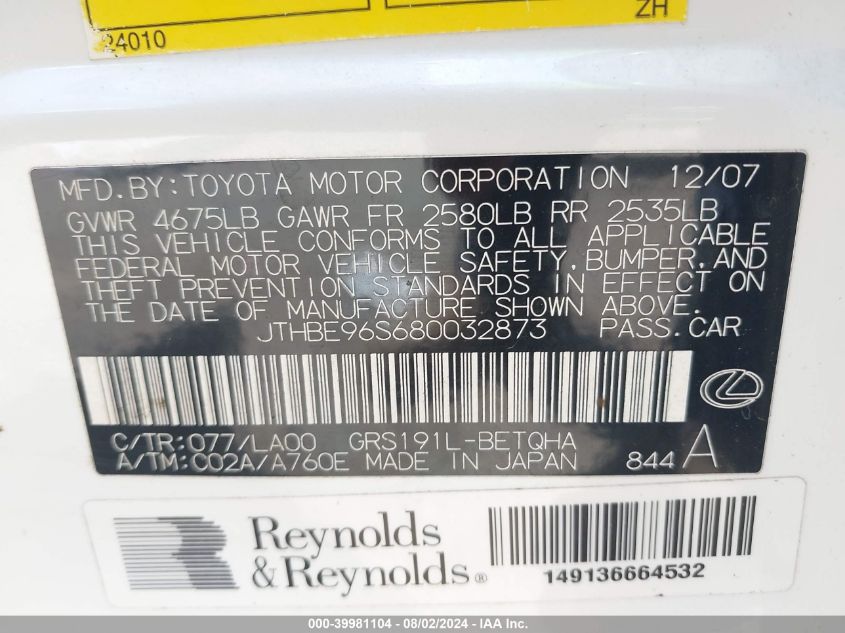 24010
ZH
MFD.BY:TOYOTA MOTOR CORPORATION 12/07
GVWR 4675LB GAWR FR 2580LB RR 2535LB
THIS VEHICLE CONFORMS TO ALL APPLICABLE
FEDERAL MOTOR VEHICLE SAFETY,BUMPER,AND
THEFT PREVENTION STANDARDS IN EFFECT ON
THE DATE OF MANUFACTURE SHOWN ABOVE.
JTHBE96S680032873 PASS.CAR
C/TR:077/LA00 GRS191L-BETQHA
A/TM:C02A/A760E MADE IN JAPAN 844 A
Reynolds
& Reynolds®
149136664532
000-39981104 - 08/02/2024 - IAA Inc.